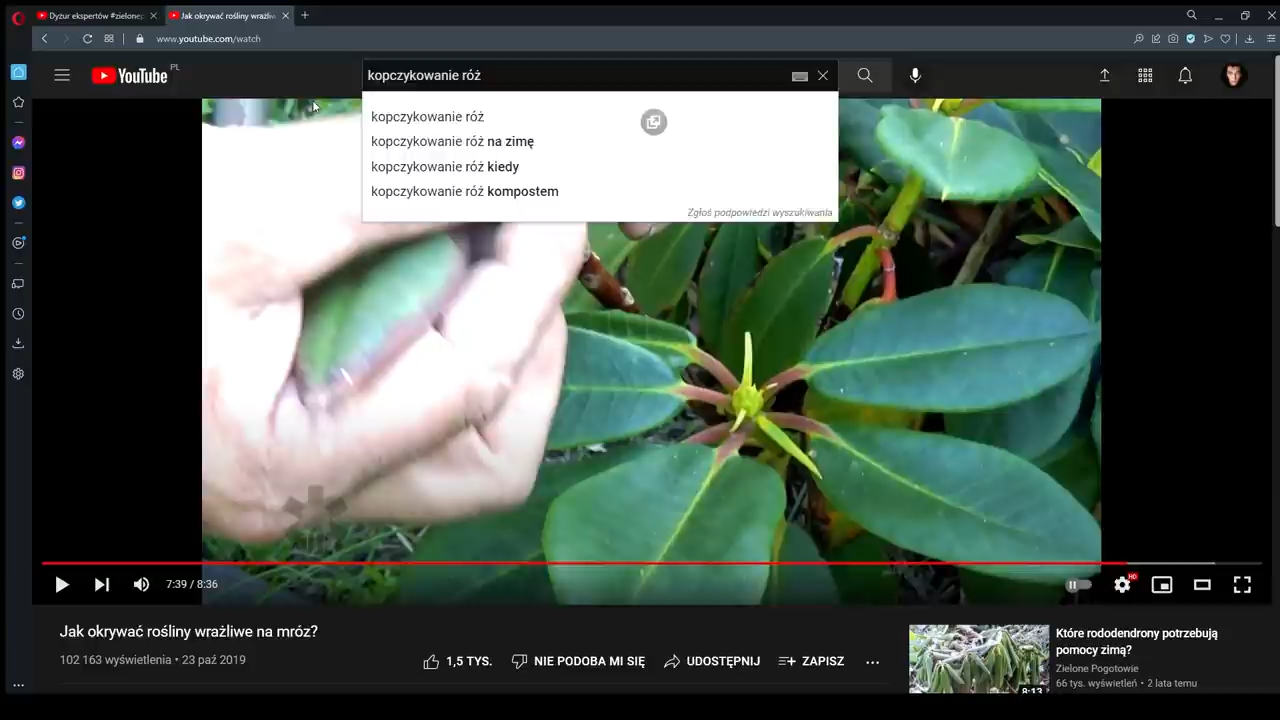 Dyżur ekspertów #zielone
Jak okrywać rośliny wrażliw
www.youtube.com/watch
YouTube PL
kopczykowanie róż
kopczykowanie róż
kopczykowanie róż na zimę
kopczykowanie róż kiedy
kopczykowanie róż kompostem
Zgłoś podpowiedzi wyszukiwania
7:39 / 8:36
HD
Jak okrywać rośliny wrażliwe na mróz?
102 163 wyświetlenia • 23 paź 2019
1,5 TYS.
NIE PODOBA MI SIĘ
UDOSTĘPNIJ
ZAPISZ
Które rododendrony potrzebują
pomocy zimą?
Zielone Pogotowie
66 tys. wyświetleń • 2 lata temu
8:13